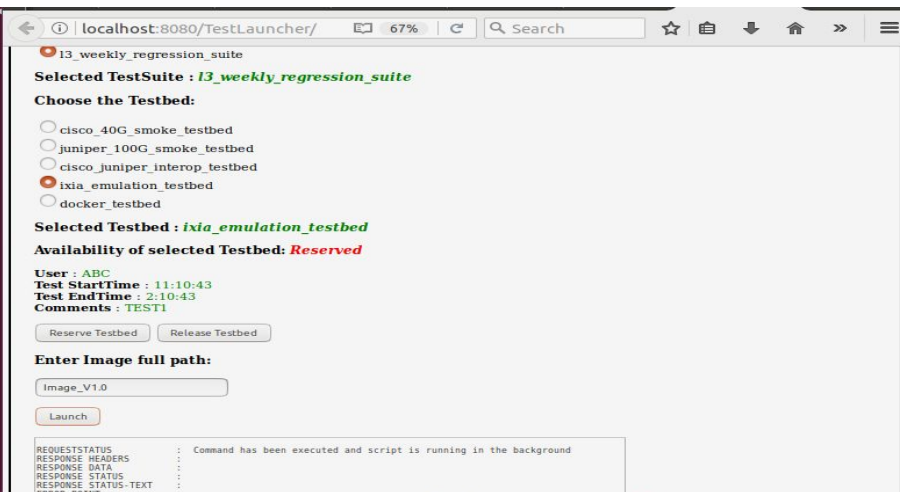 localhost:8080/TestLauncher/ 67% Search
l3_weekly_regression_suite
Selected TestSuite : l3_weekly_regression_suite
Choose the Testbed:
cisco_40G_smoke_testbed
juniper_100G_smoke_testbed
cisco_juniper_interop_testbed
ixia_emulation_testbed
docker_testbed
Selected Testbed : ixia_emulation_testbed
Availability of selected Testbed: Reserved
User : ABC
Test StartTime : 11:10:43
Test EndTime : 2:10:43
Comments : TEST1
Reserve Testbed Release Testbed
Enter Image full path:
Image_V1.0
Launch
REQUESTSTATUS : Command has been executed and script is running in the background
RESPONSE HEADERS :
RESPONSE DATA :
RESPONSE STATUS :
RESPONSE STATUS-TEXT :